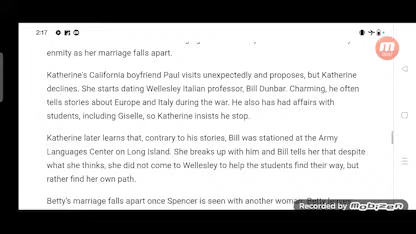 2:17
enmity as her marriage falls apart.
Katherine's California boyfriend Paul visits unexpectedly and proposes, but Katherine
declines. She starts dating Wellesley Italian professor, Bill Dunbar. Charming, he often
tells stories about Europe and Italy during the war. He also has had affairs with
students, including Giselle, so Katherine insists he stop.
Katherine later learns that, contrary to his stories, Bill was stationed at the Army
Languages Center on Long Island. She breaks up with him and Bill tells her that despite
what she thinks, she did not come to Wellesley to help the students find their way, but
rather find her own path.
Betty's marriage falls apart once Spencer is seen with another woman. Betty
Recorded by
MOBIZEN